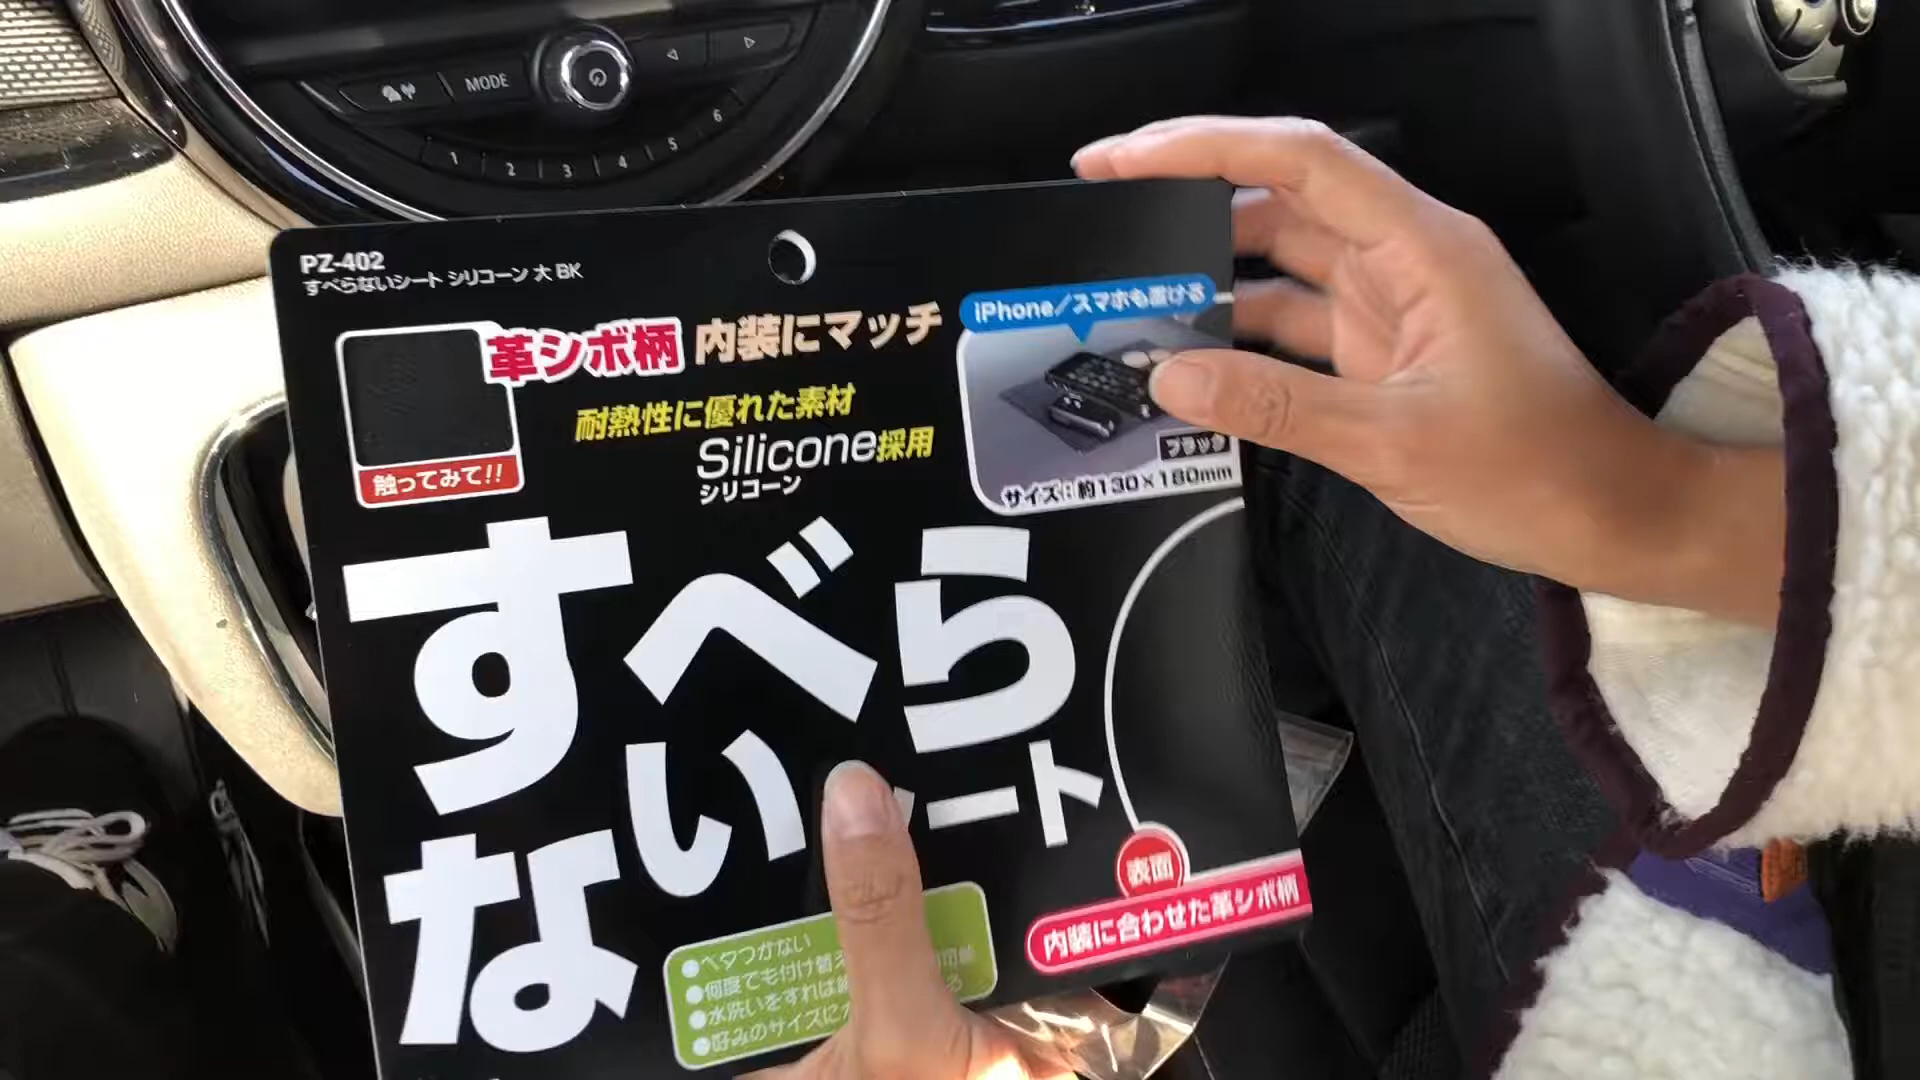 MODE
1 2 3 4 5 6
PZ-402
すべらないシート シリコーン 大 BK
革シボ柄 内装にマッチ
iPhone/スマホも置ける
耐熱性に優れた素材
Silicone採用
シリコーン
触ってみて!!
ブラック
サイズ:約130×180mm
すべら
ない ート
表面
内装に合わせた革シボ柄
●ベタつかない
●何度でも付け替え
●水洗いをすれば
●好みのサイズに